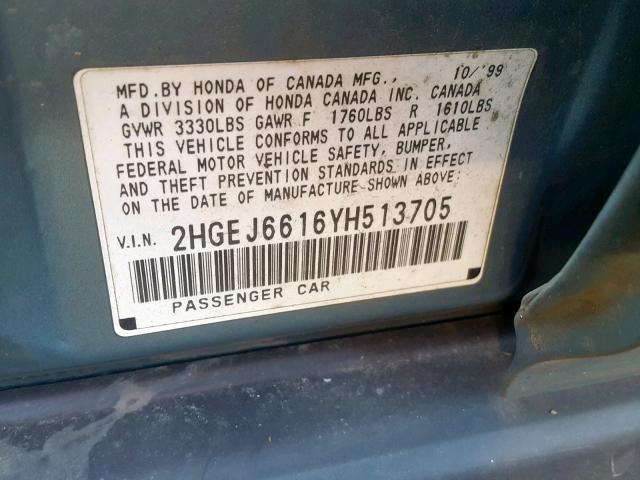 MFD.BY HONDA OF CANADA MFG., 10/'99
A DIVISION OF HONDA CANADA INC. CANADA
GVWR 3330LBS GAWR F 1760LBS R 1610LBS
THIS VEHICLE CONFORMS TO ALL APPLICABLE
FEDERAL MOTOR VEHICLE SAFETY, BUMPER,
AND THEFT PREVENTION STANDARDS IN EFFECT
ON THE DATE OF MANUFACTURE SHOWN ABOVE:
V.I.N. 2HGEJ6616YH513705
PASSENGER CAR